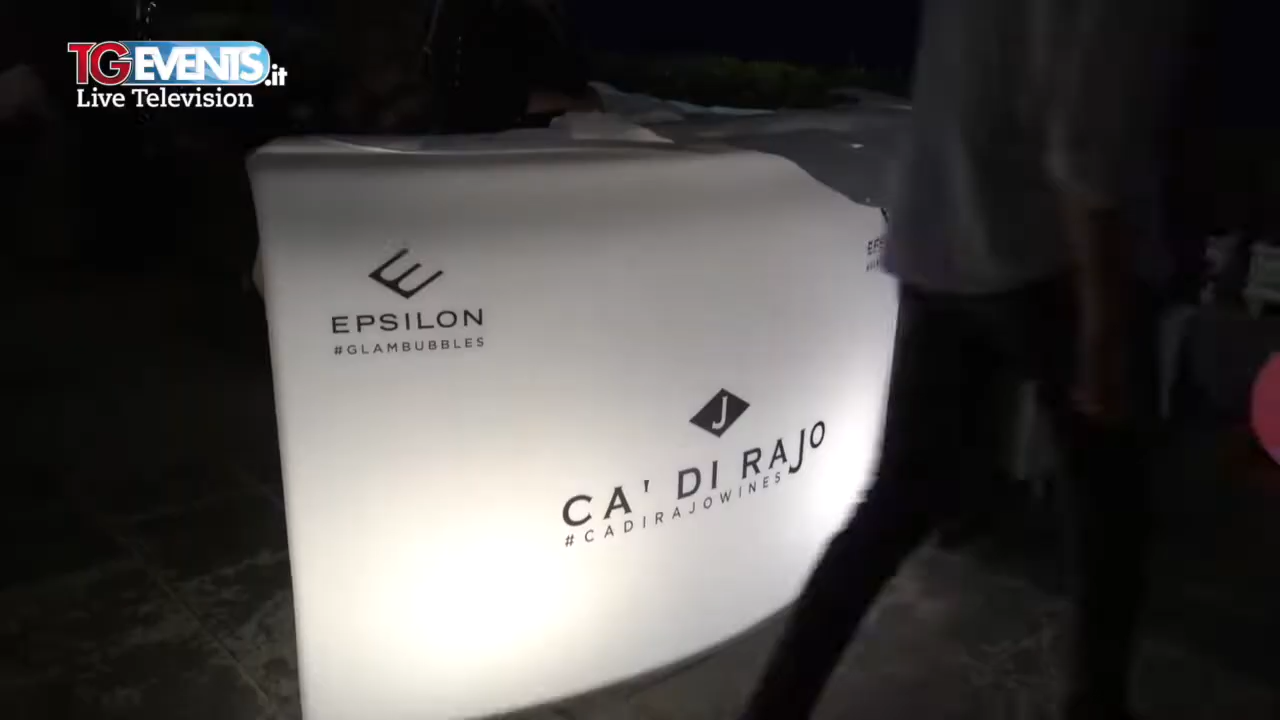 TGEVENTS.it
Live Television
EPSILON
#GLAMBUBBLES
J
CA' DI RAJO
#CADIRAJOWINES